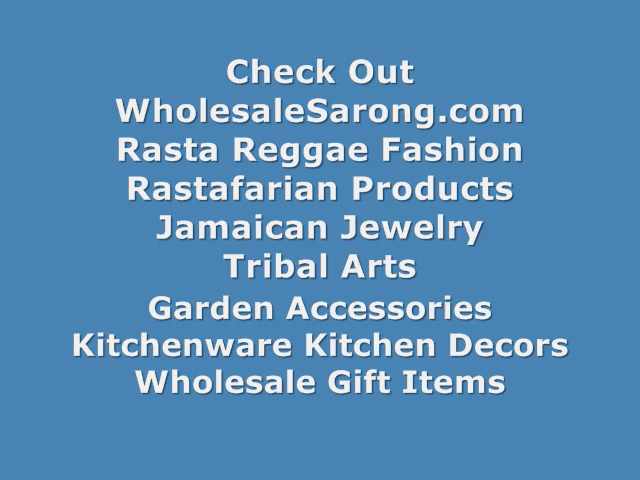 Check Out
WholesaleSarong.com
Rasta Reggae Fashion
Rastafarian Products
Jamaican Jewelry
Tribal Arts
Garden Accessories
Kitchenware Kitchen Decors
Wholesale Gift Items